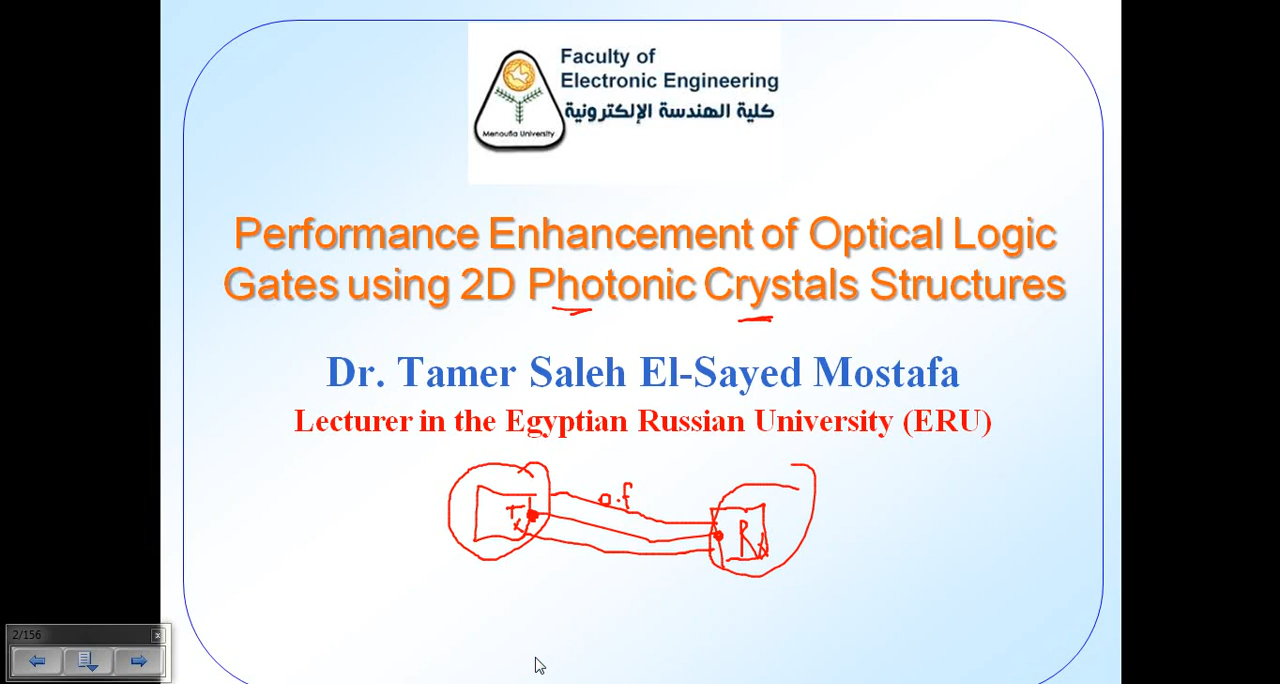 Faculty of
Electronic Engineering
كلية الهندسة الإلكترونية
Menoufia University
Performance Enhancement of Optical Logic
Gates using 2D Photonic Crystals Structures
Dr. Tamer Saleh El-Sayed Mostafa
Lecturer in the Egyptian Russian University (ERU)
o.f
Tx
Rx
2/156
x